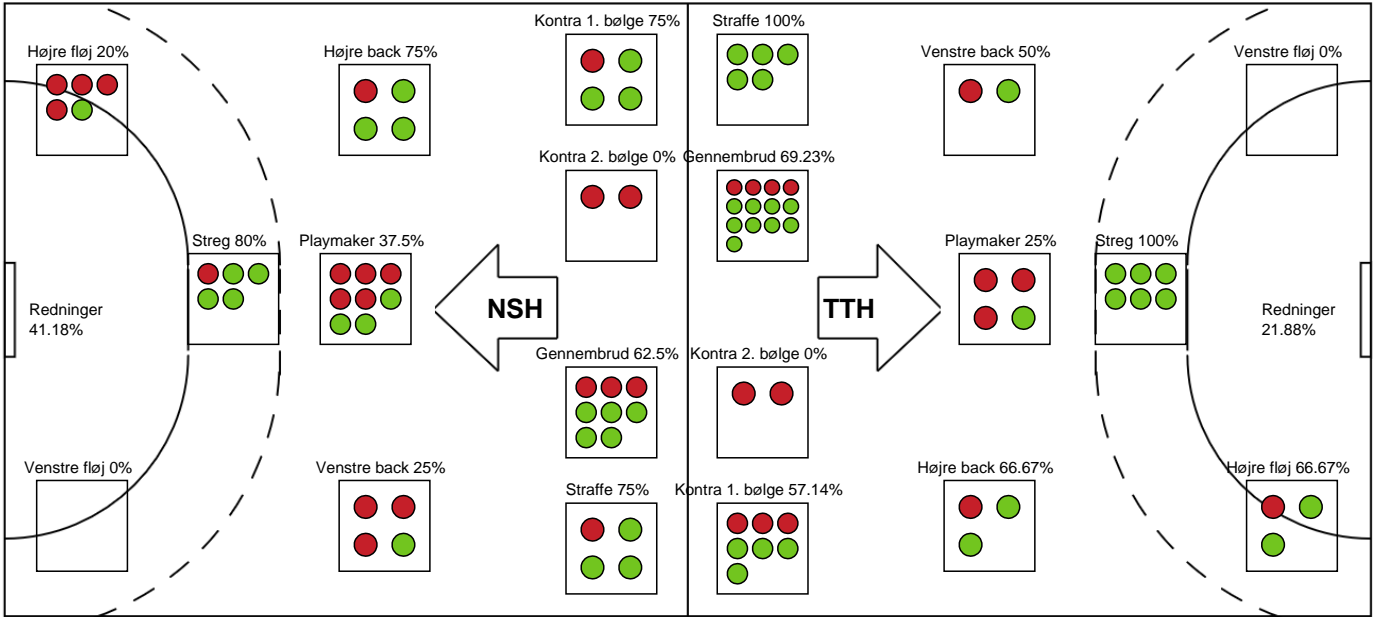 Kontra 1. bølge 75%
Straffe 100%
Højre fløj 20%
Højre back 75%
Venstre back 50%
Venstre fløj 0%
Kontra 2. bølge 0%
Gennembrud 69.23%
Streg 80%
Playmaker 37.5%
Playmaker 25%
Streg 100%
Redninger
41.18%
NSH
TTH
Redninger
21.88%
Gennembrud 62.5%
Kontra 2. bølge 0%
Venstre fløj 0%
Venstre back 25%
Straffe 75%
Kontra 1. bølge 57.14%
Højre back 66.67%
Højre fløj 66.67%